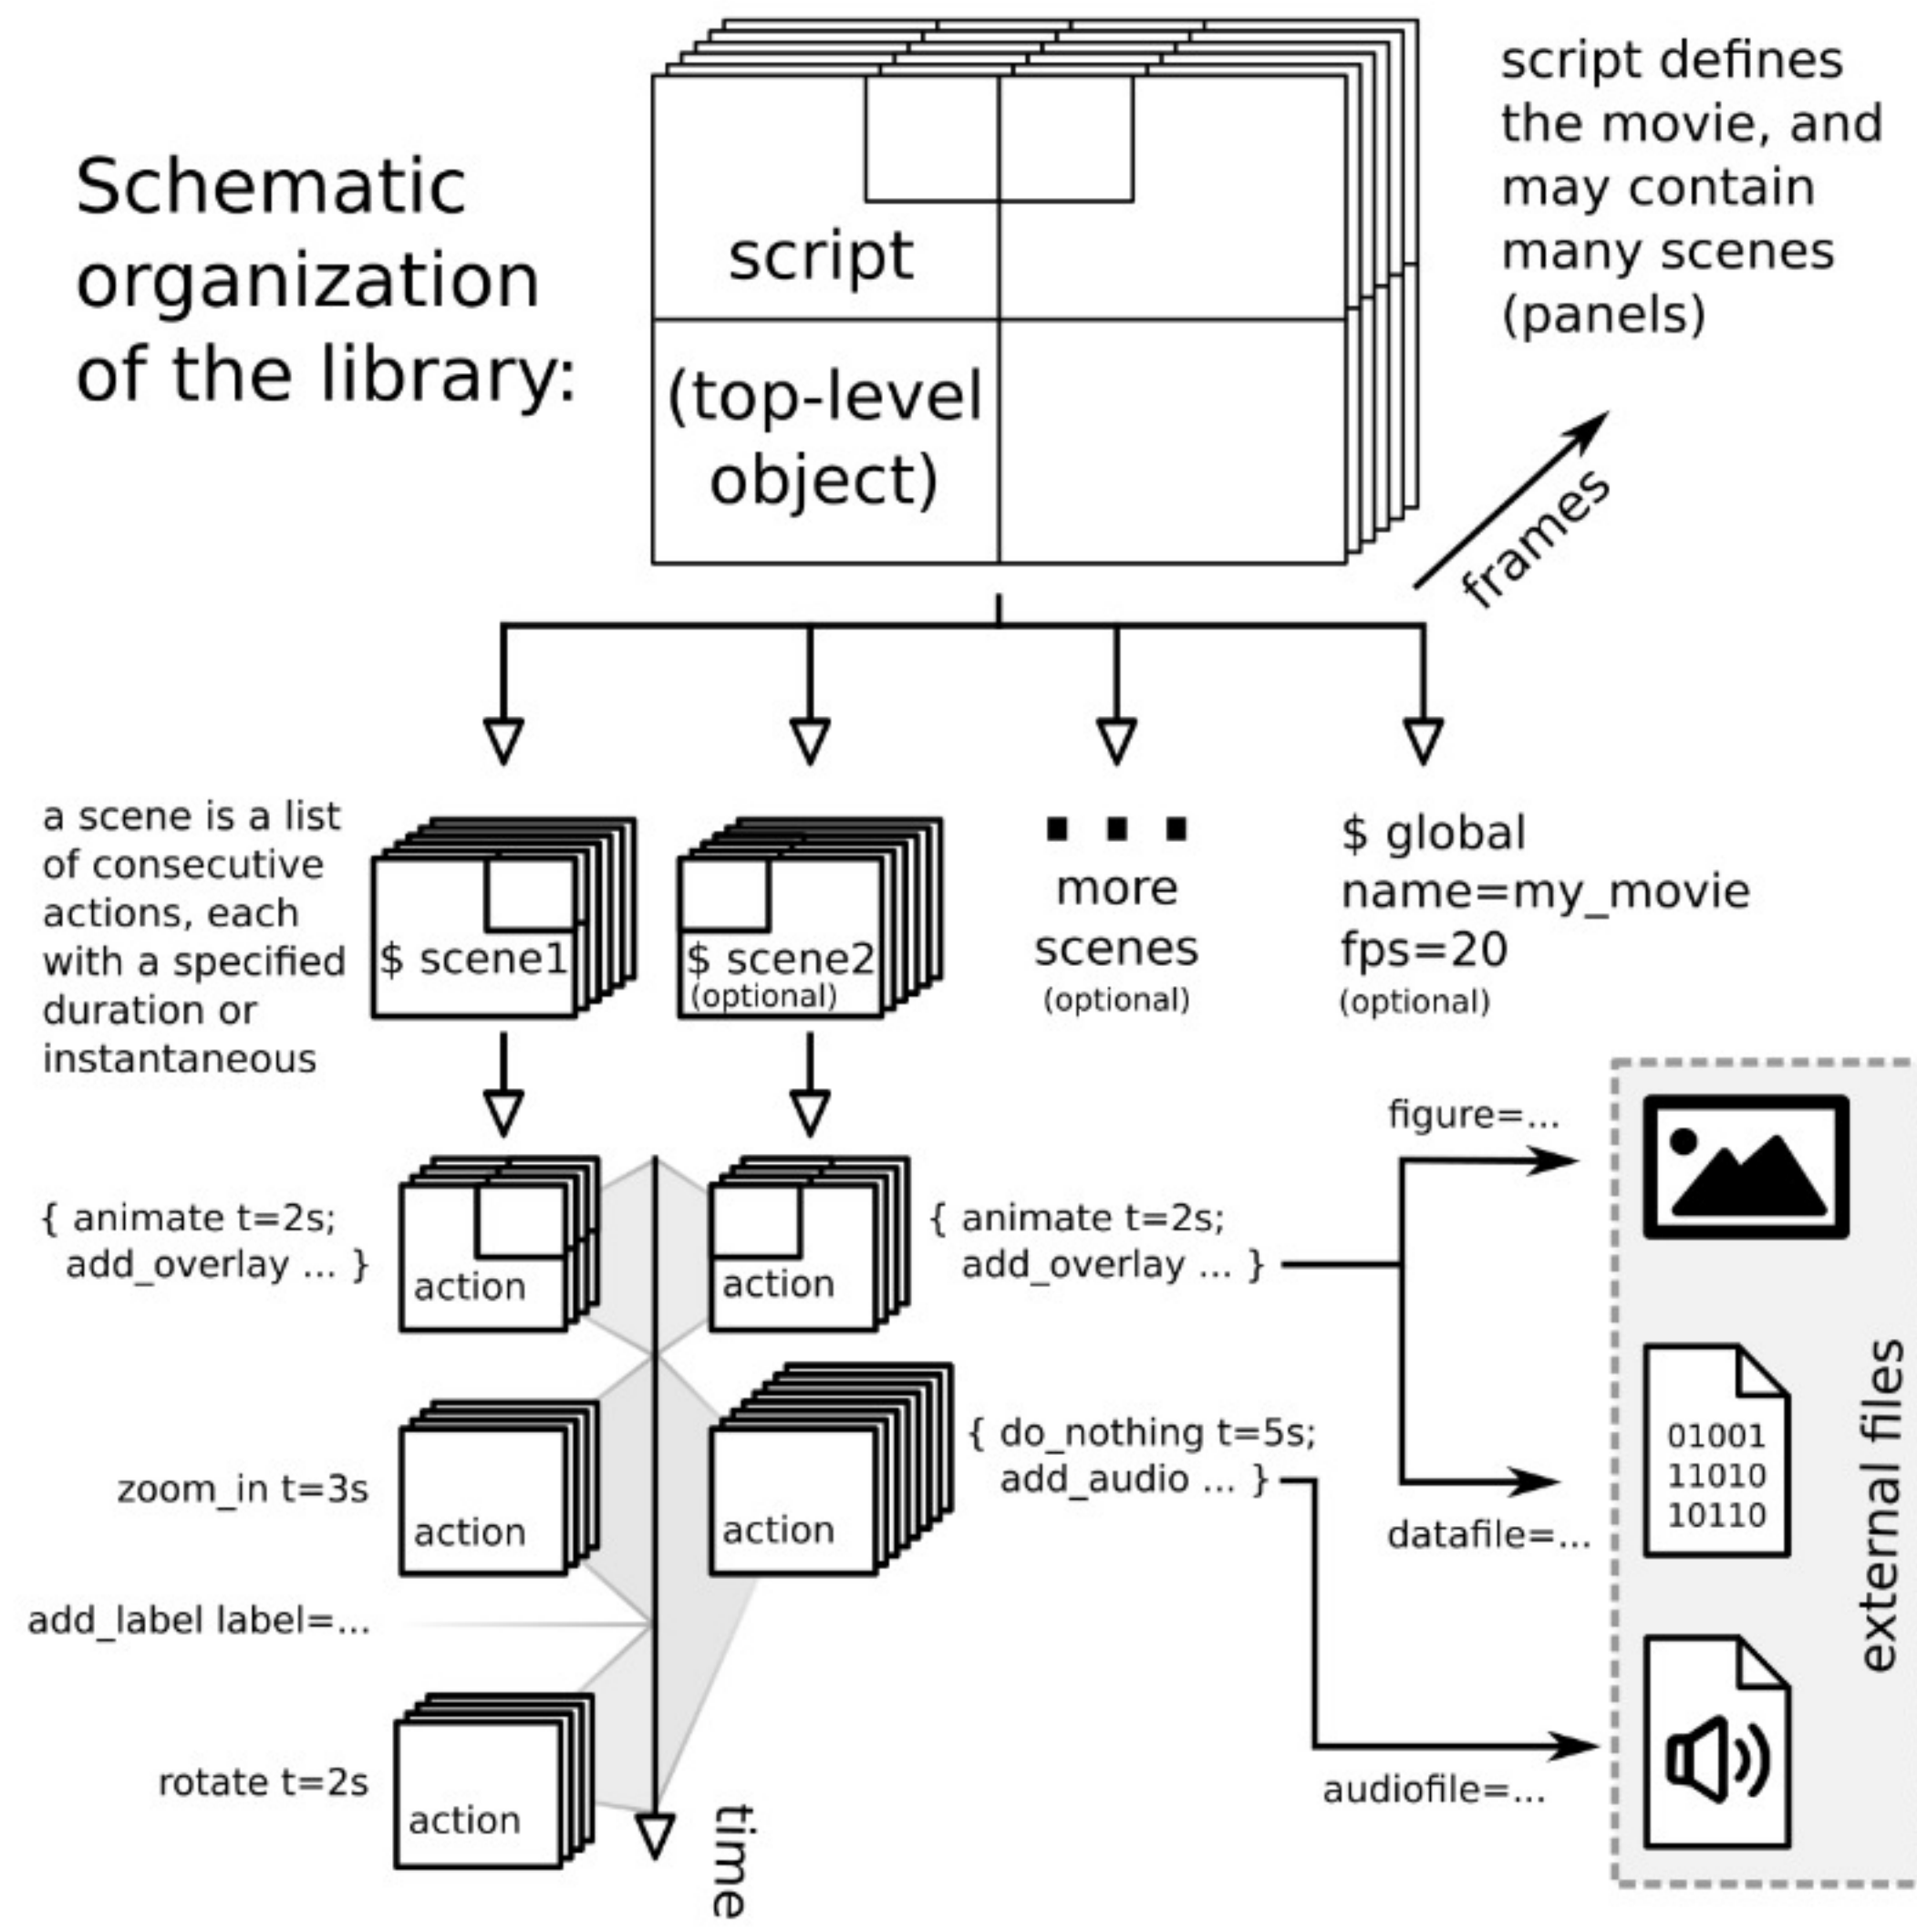 Schematic
organization
of the library:
script
(top-level
object)
script defines
the movie, and
may contain
many scenes
(panels)
frames
a scene is a list
of consecutive
actions, each
with a specified
duration or
instantaneous
$ scene1
$ scene2
(optional)
more
scenes
(optional)
$ global
name=my_movie
fps=20
(optional)
{ animate t=2s;
add_overlay ... }
action
action
{ animate t=2s;
add_overlay ... }
figure=...
zoom_in t=3s
action
action
{ do_nothing t=5s;
add_audio ... }
datafile=...
01001
11010
10110
external files
add_label label=...
rotate t=2s
action
time
audiofile=...